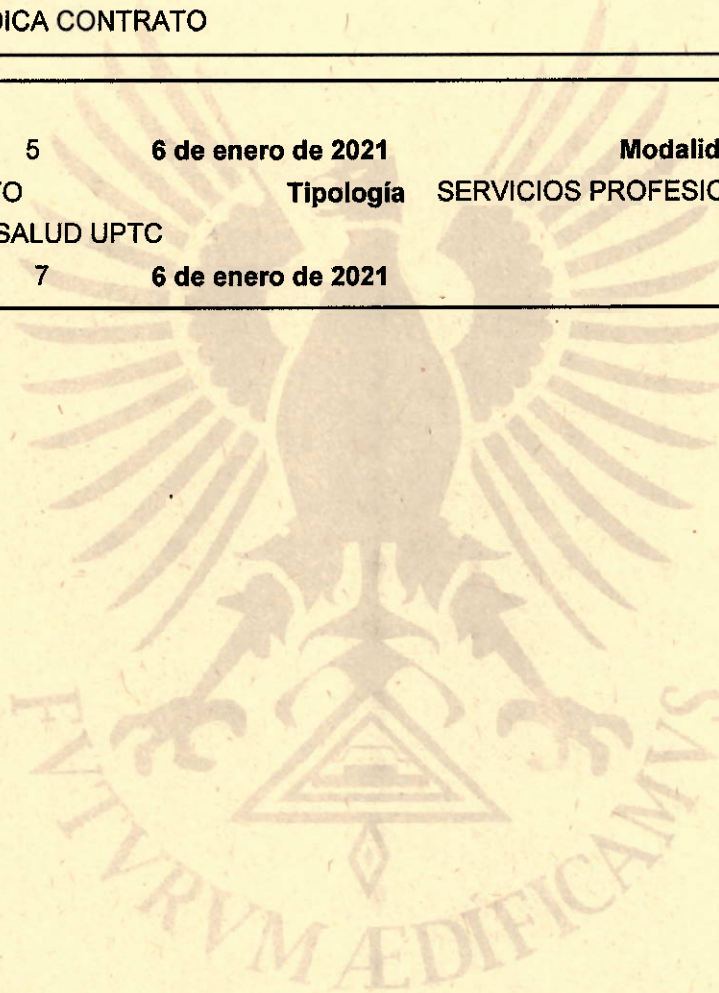 DICA CONTRATO
5 6 de enero de 2021 Modalid
TO Tipología SERVICIOS PROFESIO
SALUD UPTC
7 6 de enero de 2021
FVTVRVM ÆDIFICAMVS